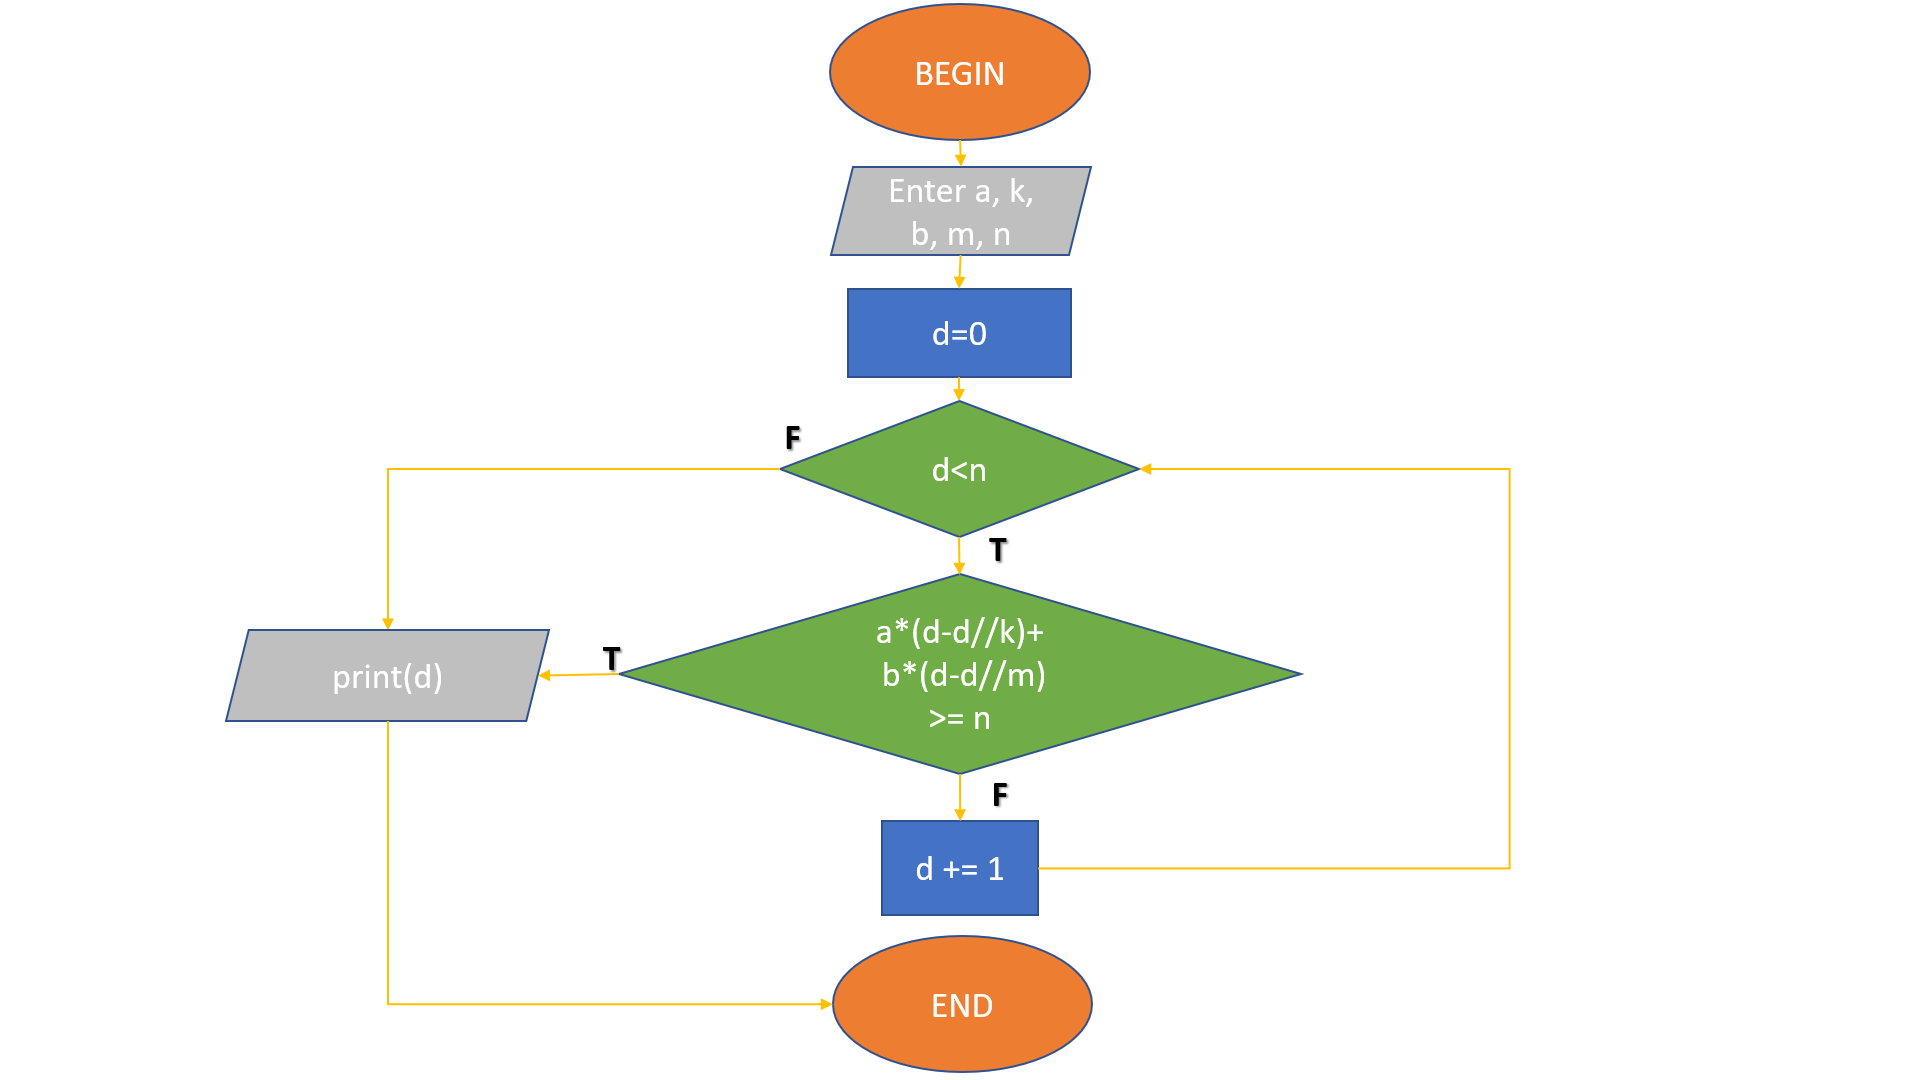 BEGIN
Enter a, k,
b, m, n
d=0
F
d<n
T
a*(d-d//k)+
b*(d-d//m)
>= n
T
print(d)
F
d += 1
END